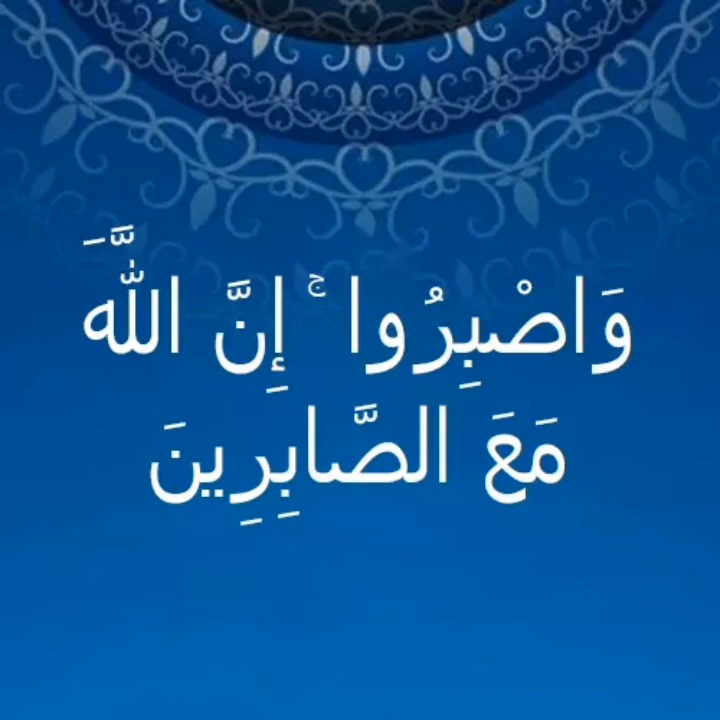 وَاصْبِرُوا ۚ إِنَّ اللَّهَ
مَعَ الصَّابِرِينَ